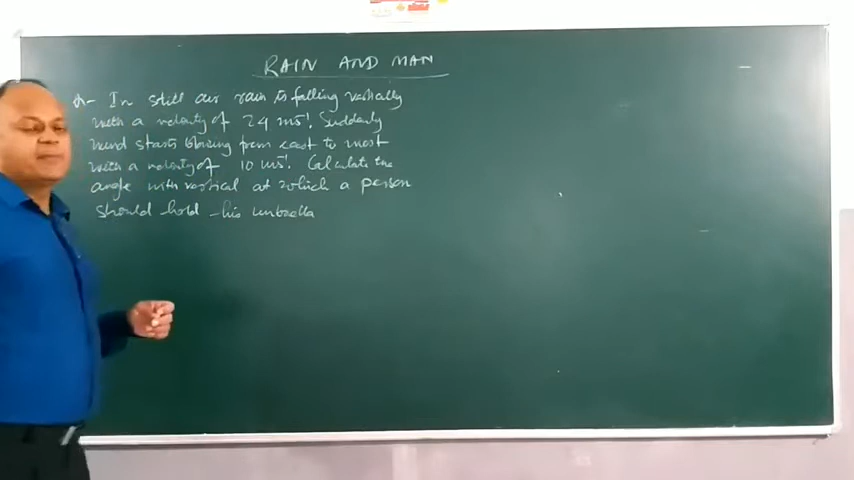 RAIN AND MAN
Q- In still air rain is falling vertically
with a velocity of 24 ms⁻¹. Suddenly
wind starts blowing from east to west
with a velocity of 10 ms⁻¹. Calculate the
angle with vertical at which a person
should hold his umbrella